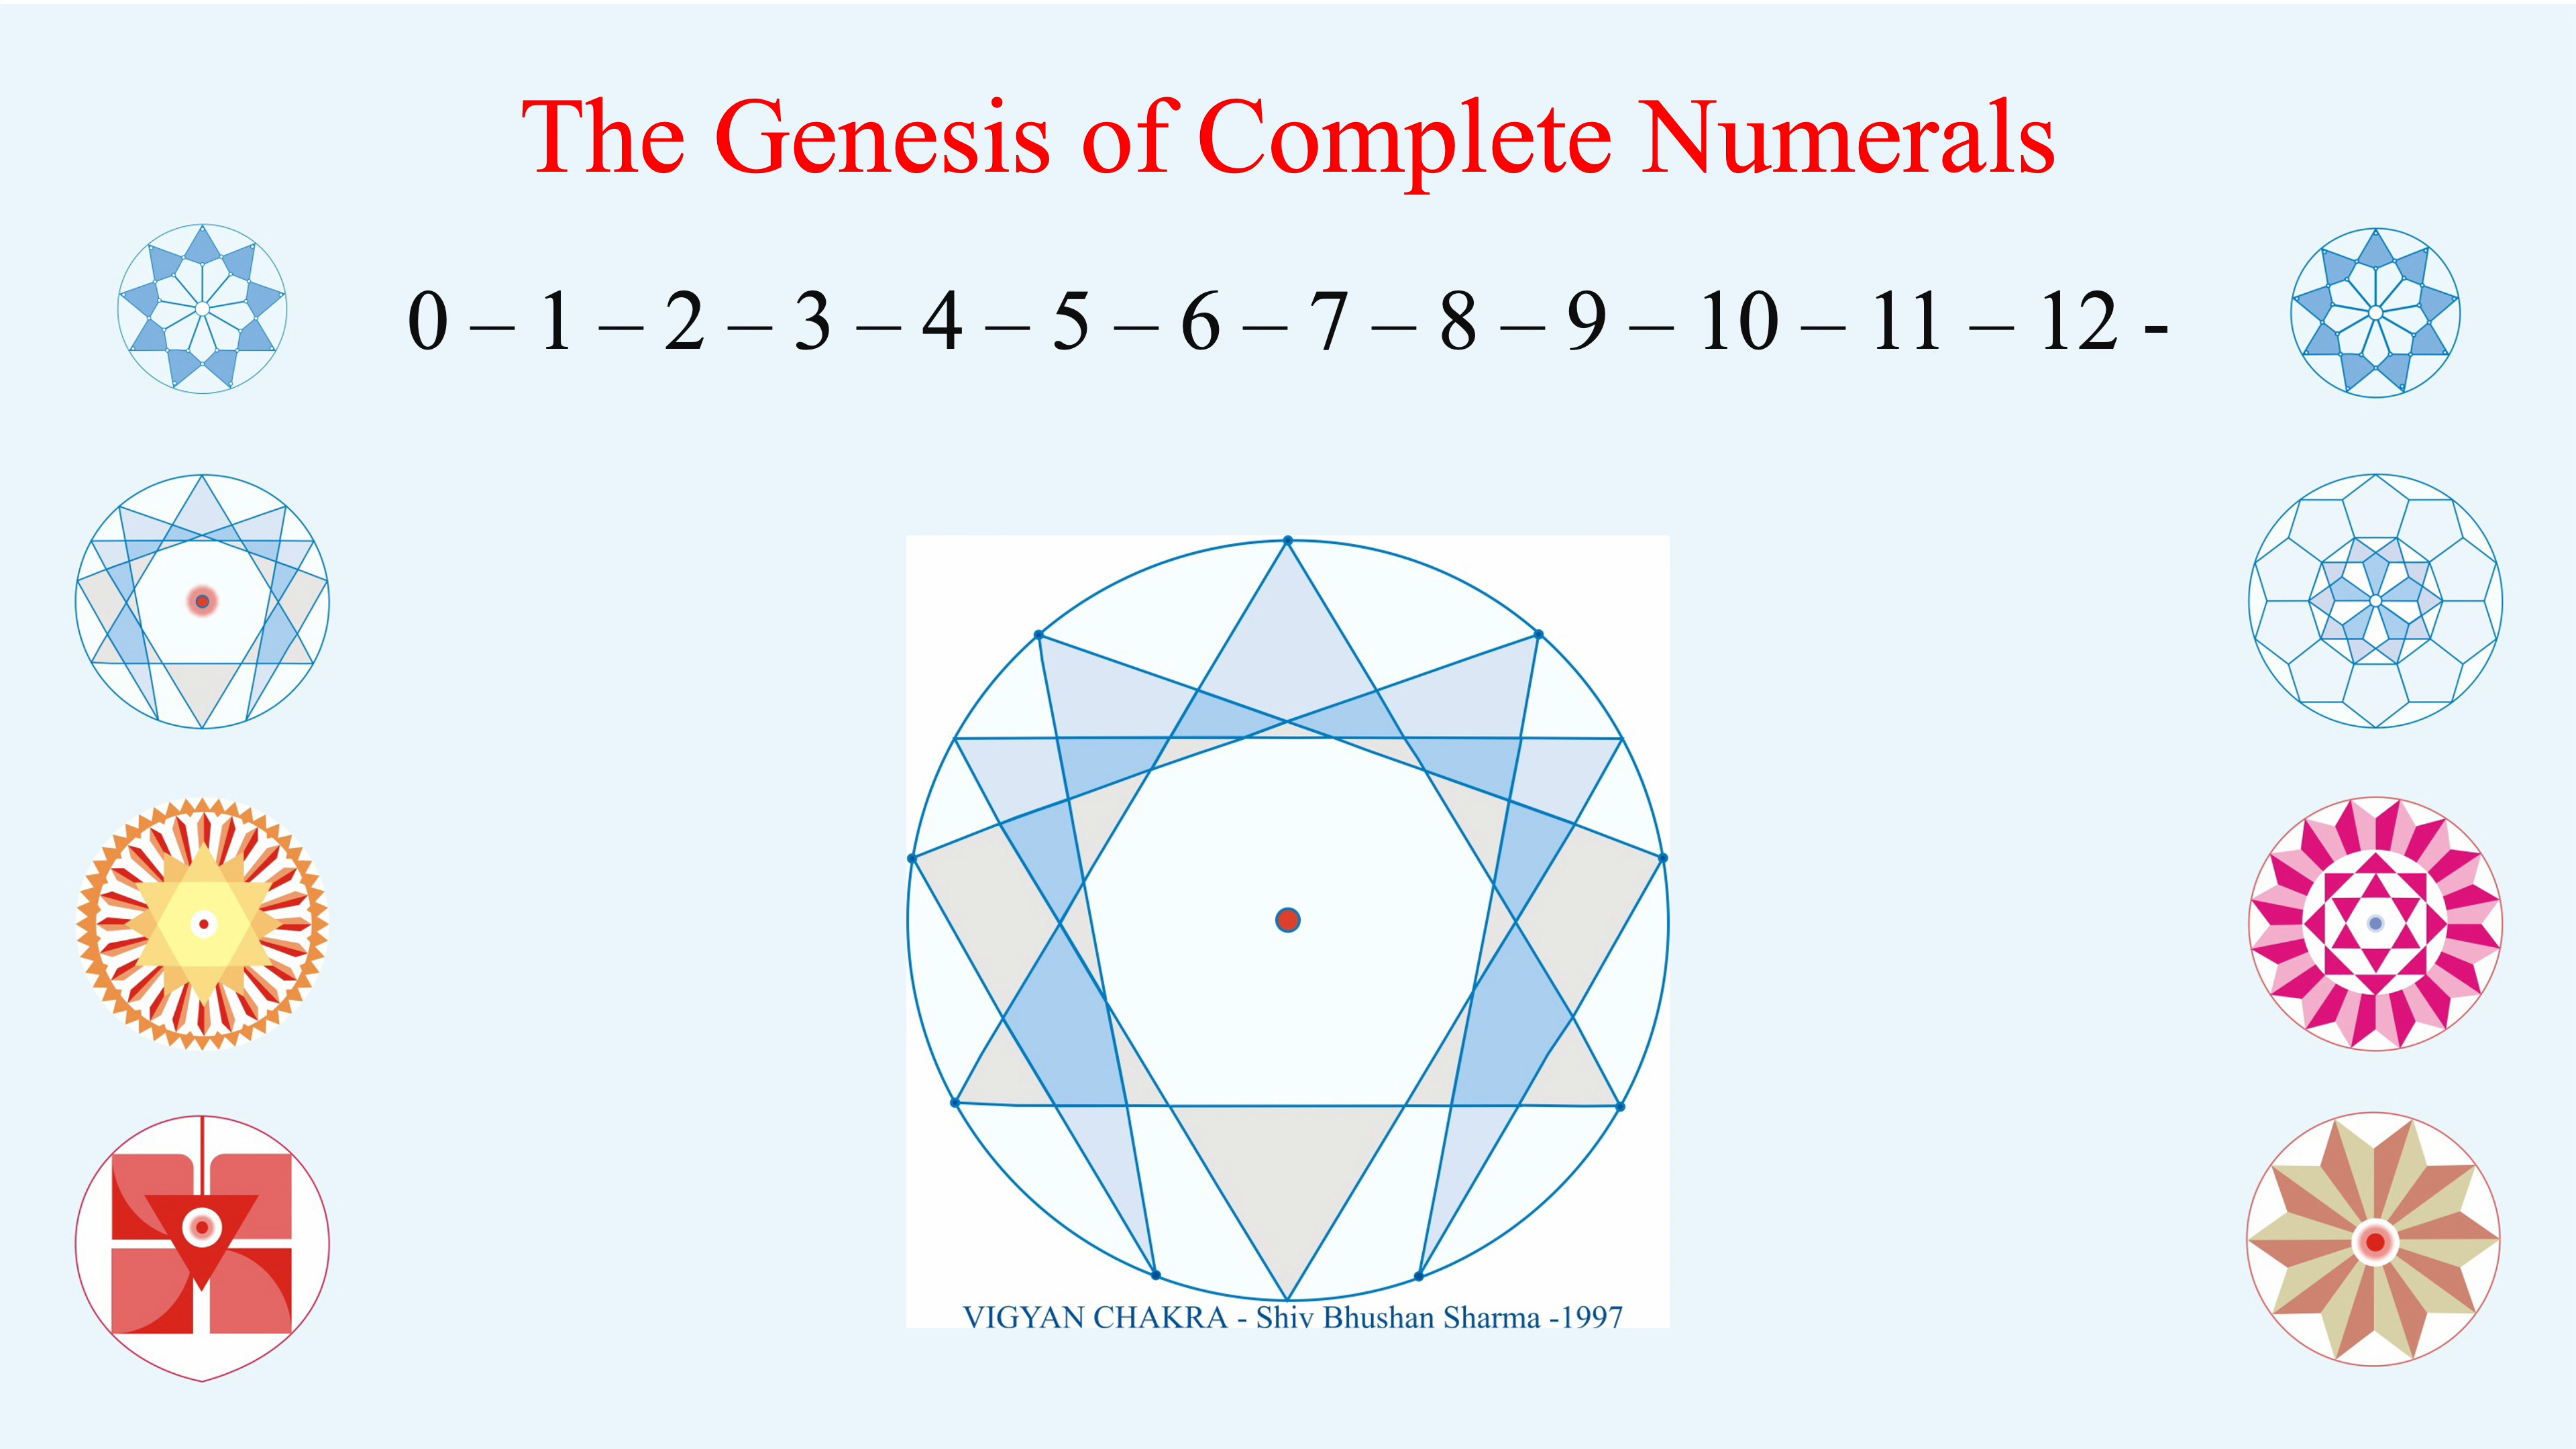 The Genesis of Complete Numerals
0 – 1 – 2 – 3 – 4 – 5 – 6 – 7 – 8 – 9 – 10 – 11 – 12 -
VIGYAN CHAKRA - Shiv Bhushan Sharma -1997